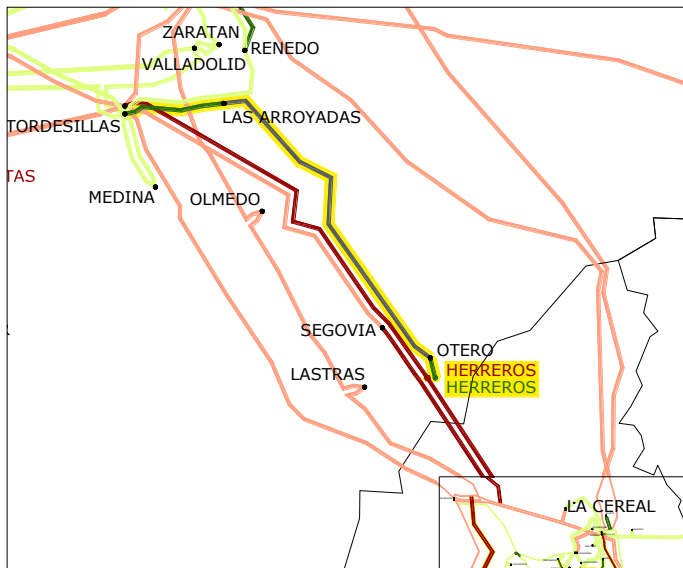 ZARATAN
RENEDO
VALLADOLID
LAS ARROYADAS
TORDESILLAS
TAS
MEDINA
OLMEDO
SEGOVIA
OTERO
LASTRAS
HERREROS
HERREROS
LA CEREAL